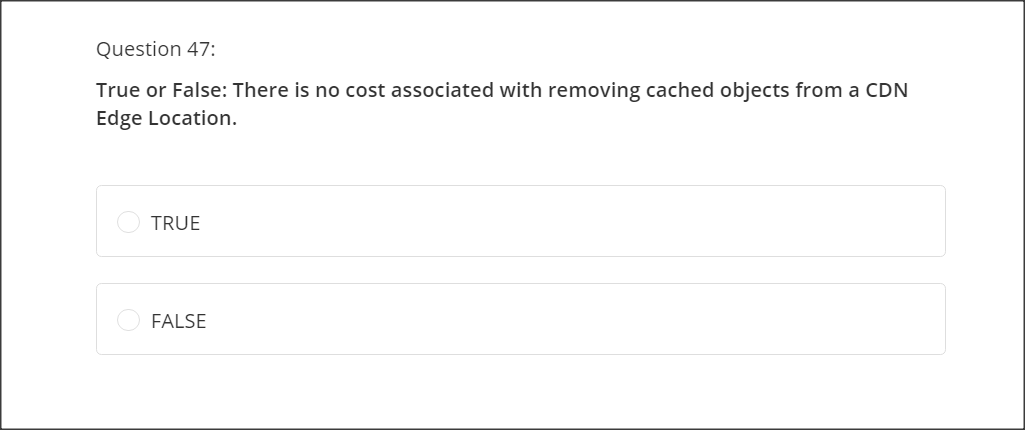 Question 47:
True or False: There is no cost associated with removing cached objects from a CDN
Edge Location.
TRUE
FALSE